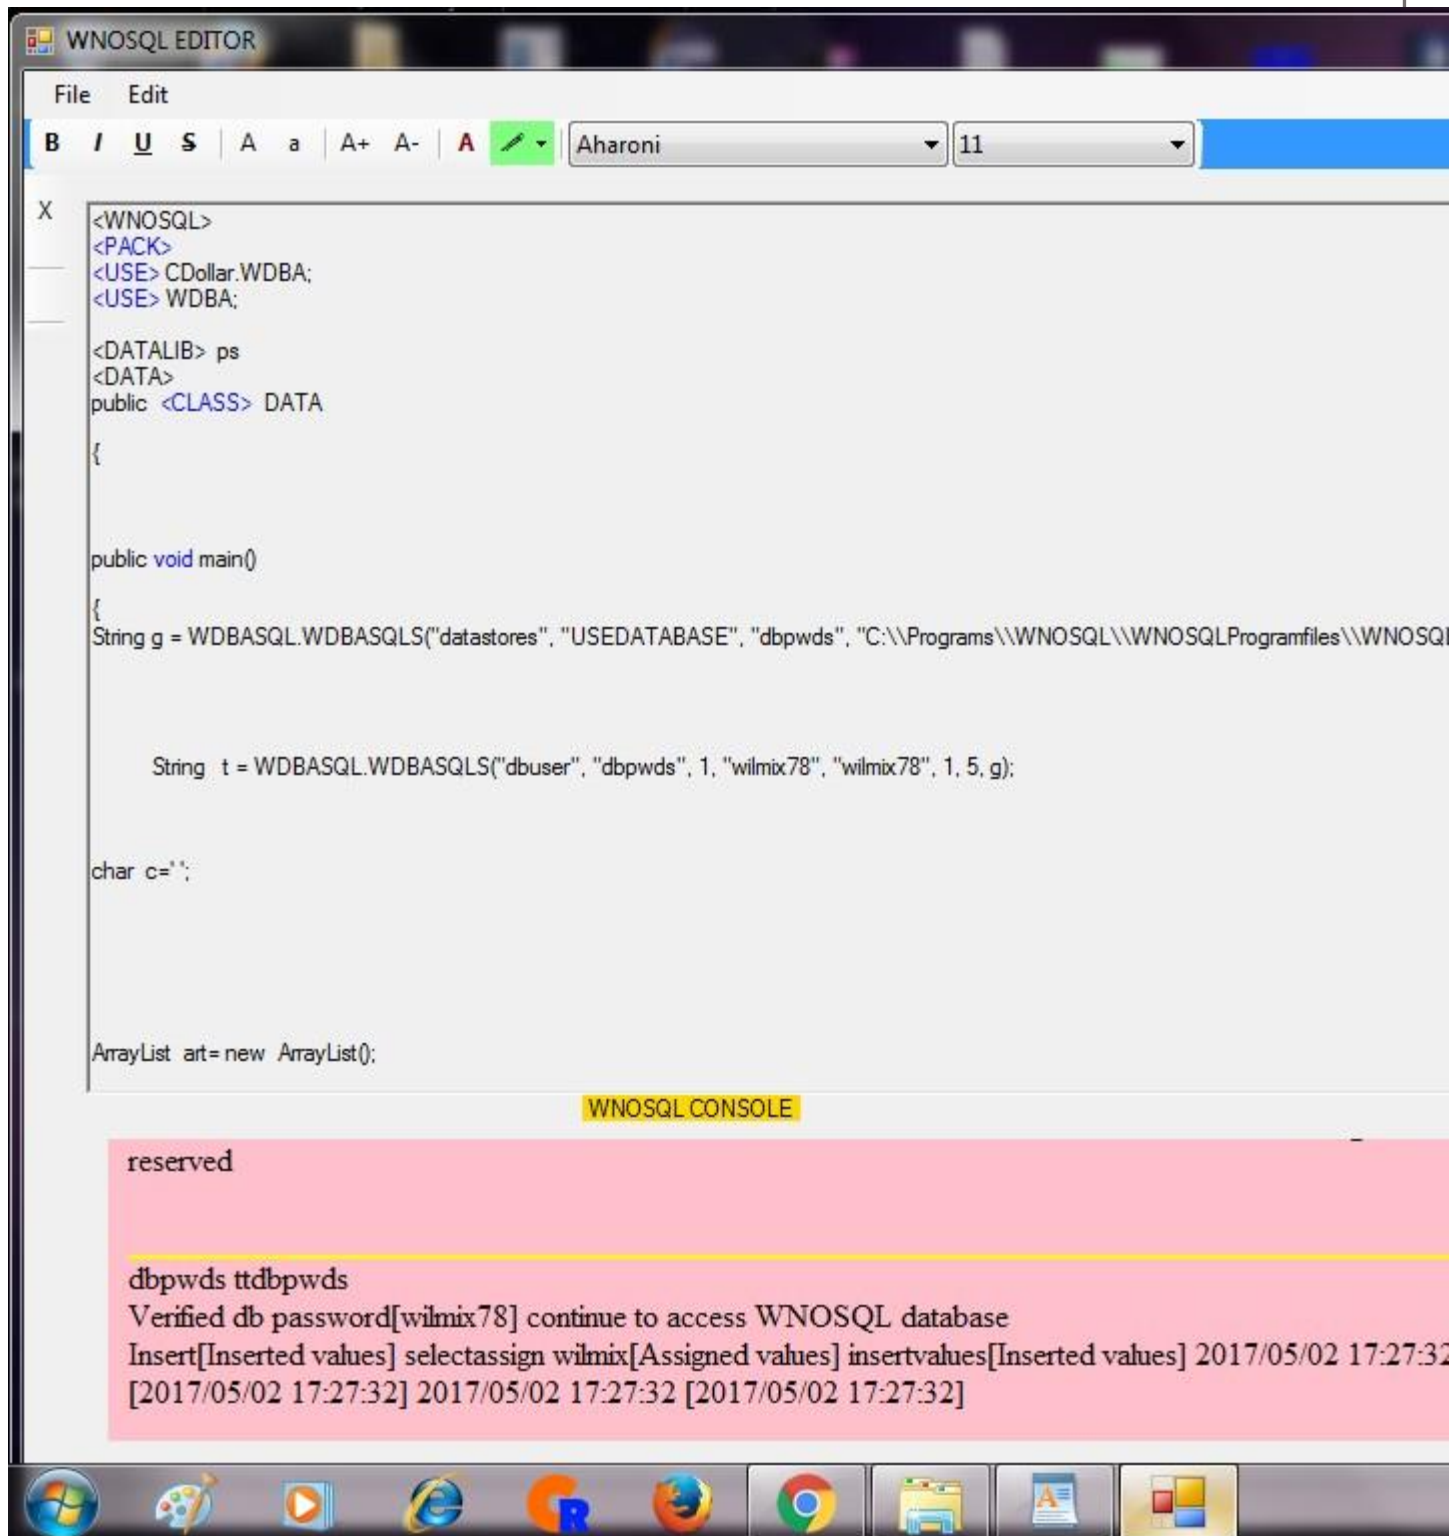 WNOSQL EDITOR
File Edit
B I U S A a A+ A- A Aharoni 11
X
<WNOSQL>
<PACK>
<USE> CDollar.WDBA;
<USE> WDBA;
<DATALIB> ps
<DATA>
public <CLASS> DATA
{
public void main()
{
String g = WDBASQL.WDBASQLS("datastores", "USEDATABASE", "dbpwds", "C:\\Programs\\WNOSQL\\WNOSQLProgramfiles\\WNOSQL
String t = WDBASQL.WDBASQLS("dbuser", "dbpwds", 1, "wilmix78", "wilmix78", 1, 5, g);
char c=' ';
ArrayList art= new ArrayList();
WNOSQL CONSOLE
reserved
dbpwds ttdbpwds
Verified db password[wilmix78] continue to access WNOSQL database
Insert[Inserted values] selectassign wilmix[Assigned values] insertvalues[Inserted values] 2017/05/02 17:27:32
[2017/05/02 17:27:32] 2017/05/02 17:27:32 [2017/05/02 17:27:32]